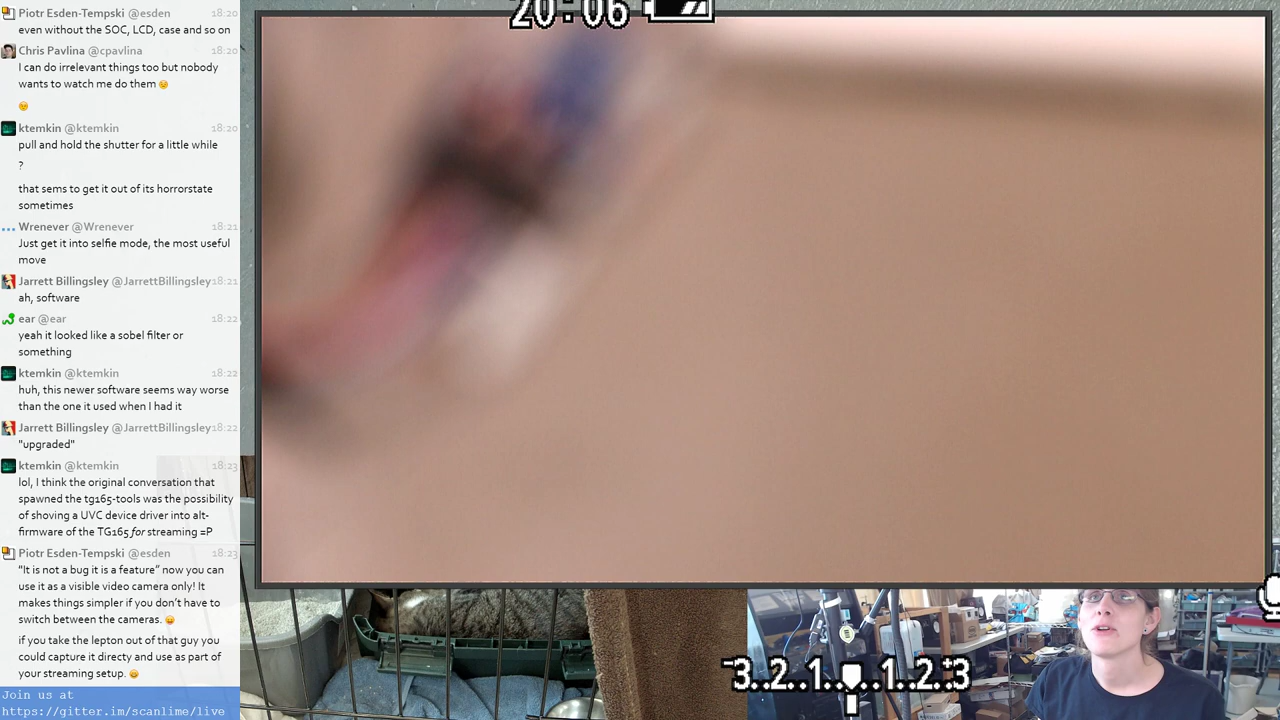 Piotr Esden-Tempski @esden 18:20
even without the SOC, LCD, case and so on
Chris Pavlina @cpavlina 18:20
I can do irrelevant things too but nobody
wants to watch me do them
ktemkin @ktemkin 18:20
pull and hold the shutter for a little while
?
that sems to get it out of its horrorstate
sometimes
Wrenever @Wrenever 18:21
Just get it into selfie mode, the most useful
move
Jarrett Billingsley @JarrettBillingsley 18:21
ah, software
ear @ear 18:22
yeah it looked like a sobel filter or
something
ktemkin @ktemkin 18:22
huh, this newer software seems way worse
than the one it used when I had it
Jarrett Billingsley @JarrettBillingsley 18:22
"upgraded"
ktemkin @ktemkin 18:23
lol, I think the original conversation that
spawned the tg165-tools was the possibility
of shoving a UVC device driver into alt-
firmware of the TG165 for streaming =P
Piotr Esden-Tempski @esden 18:23
“It is not a bug it is a feature” now you can
use it as a visible video camera only! It
makes things simpler if you don’t have to
switch between the cameras.
if you take the lepton out of that guy you
could capture it directy and use as part of
your streaming setup.
Join us at
https://gitter.im/scanlime/live
20:06
-3..2..1......1..2..+3